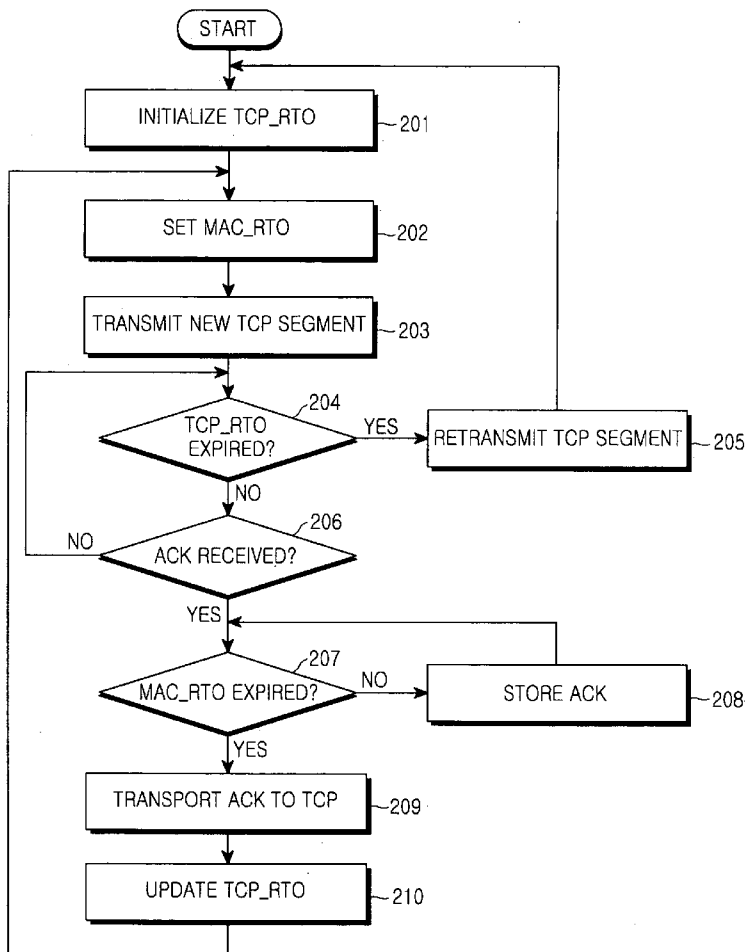 START
INITIALIZE TCP_RTO
201
SET MAC_RTO
202
TRANSMIT NEW TCP SEGMENT
203
204
TCP_RTO
EXPIRED?
YES
RETRANSMIT TCP SEGMENT
205
NO
206
NO
ACK RECEIVED?
YES
207
MAC_RTO EXPIRED?
NO
STORE ACK
208
YES
TRANSPORT ACK TO TCP
209
UPDATE TCP_RTO
210